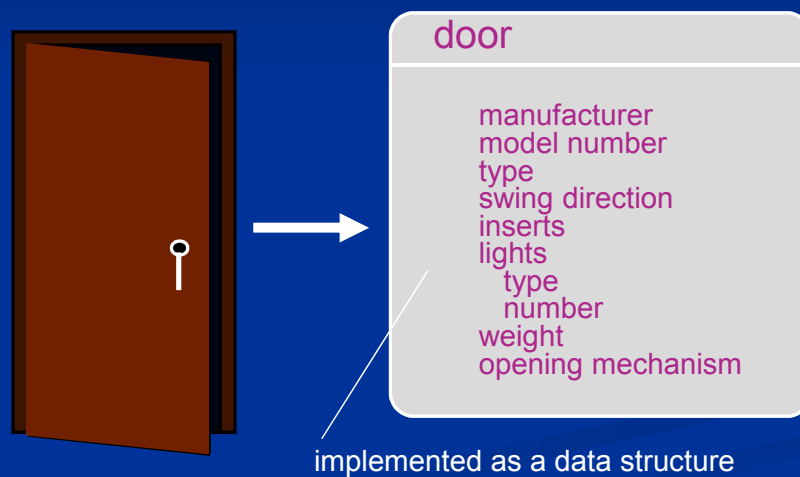 door
manufacturer
model number
type
swing direction
inserts
lights
type
number
weight
opening mechanism
implemented as a data structure